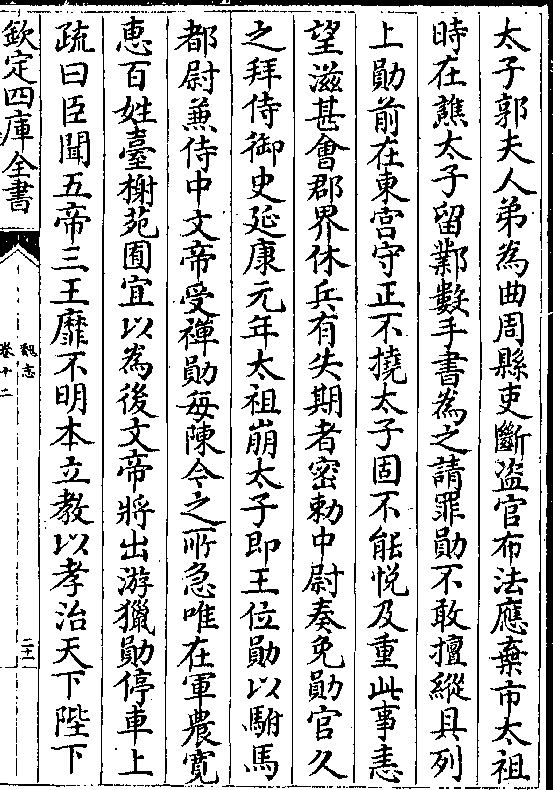 太子郭夫人弟為曲周縣吏斷盗官布法應棄市太祖
時在譙太子留鄴數手書為之請罪勛不敢擅縱具列
上勛前在東宫守正不撓太子固不能悦及重此事恚
望滋甚會郡界休兵有失期者密勅中尉奏免勛官久
之拜侍御史延康元年太祖崩太子即王位勛以駙馬
都尉兼侍中文帝受禪勛每陳今之所急唯在軍農寛
惠百姓臺榭苑囿宜以為後文帝將出游獵勛停車上
疏曰臣聞五帝三王靡不明本立教以孝治天下陛下
欽定四庫全書
魏志
卷十二
二十一